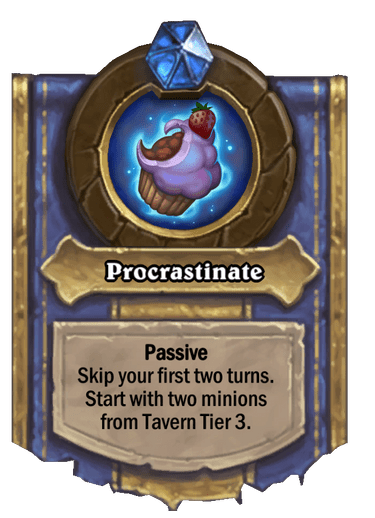 Procrastinate
Passive
Skip your first two turns.
Start with two minions
from Tavern Tier 3.